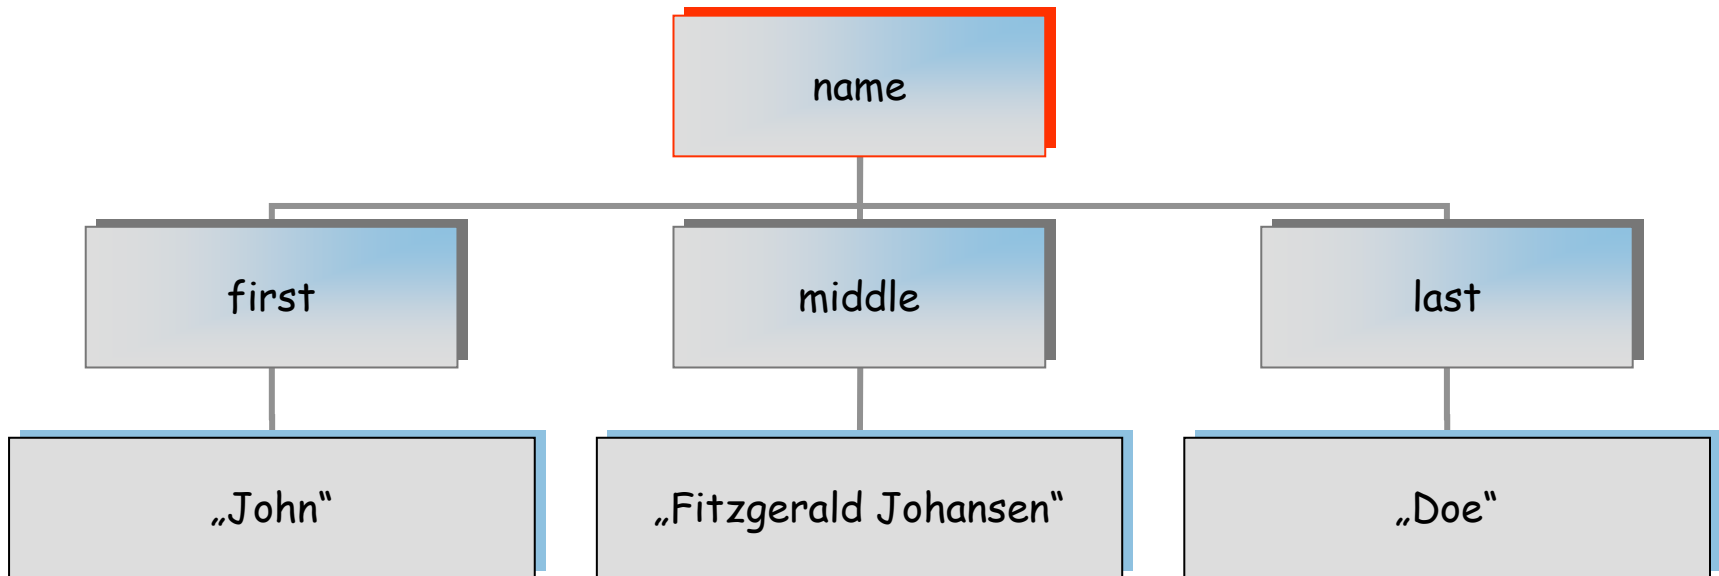 name
first
middle
last
„John“
„Fitzgerald Johansen“
„Doe“